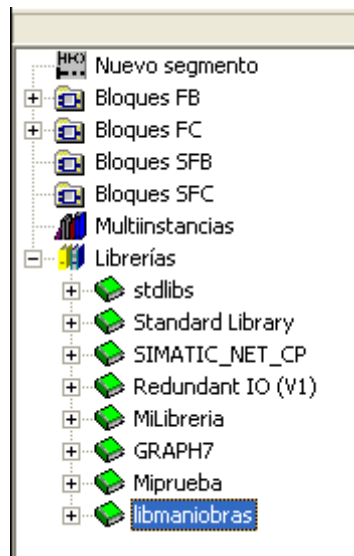 Nuevo segmento
Bloques FB
Bloques FC
Bloques SFB
Bloques SFC
Multiinstancias
Librerías
stdlibs
Standard Library
SIMATIC_NET_CP
Redundant IO (V1)
MiLibreria
GRAPH7
Miprueba
libmaniobras